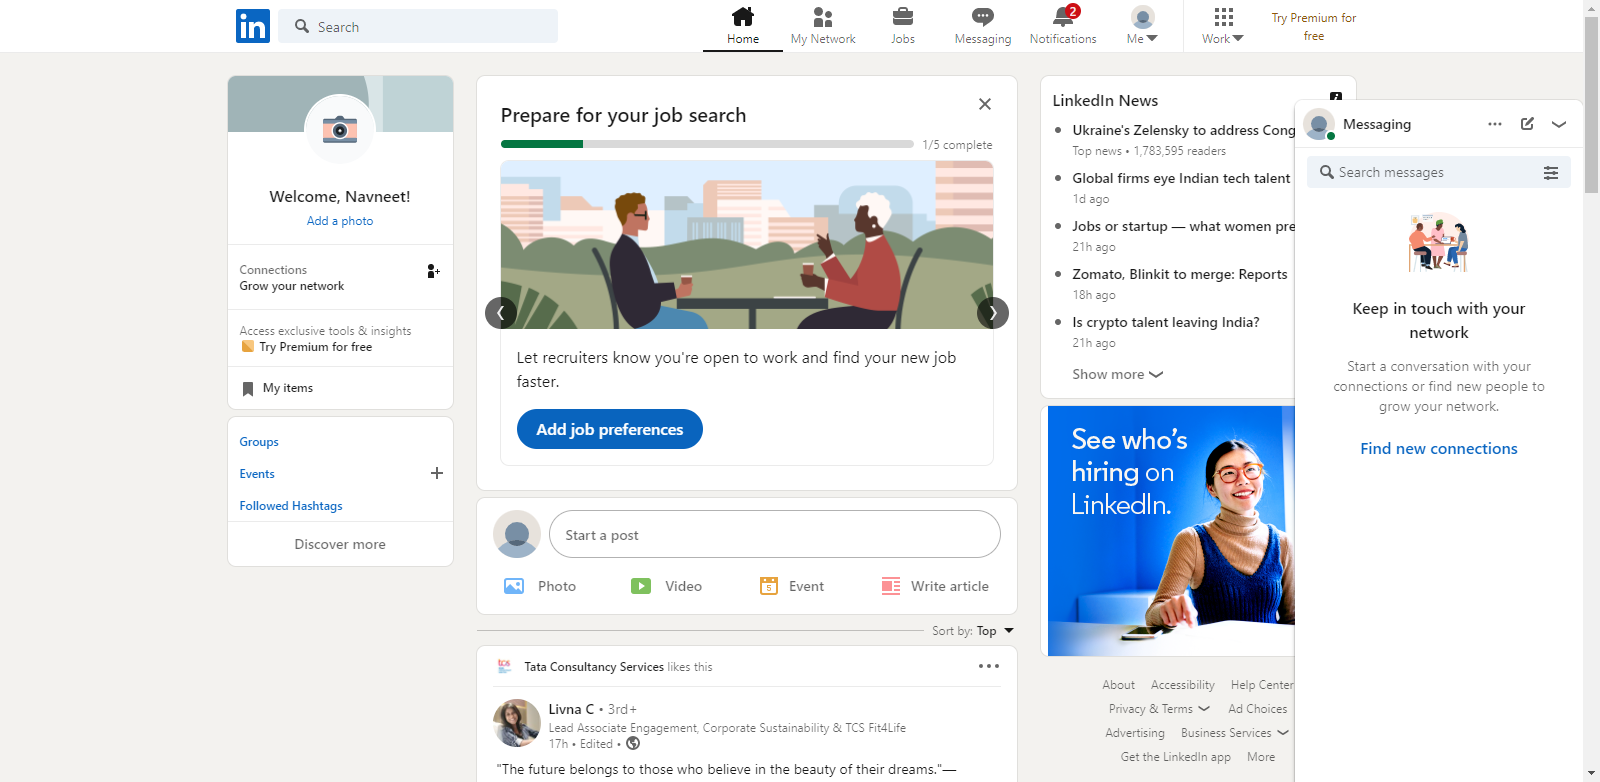 in
Search
Home
My Network
Jobs
Messaging
2
Notifications
Me
Work
Try Premium for
free
Welcome, Navneet!
Add a photo
Connections
Grow your network
Access exclusive tools & insights
Try Premium for free
My items
Groups
Events
Followed Hashtags
Discover more
Prepare for your job search
1/5 complete
Let recruiters know you're open to work and find your new job
faster.
Add job preferences
Start a post
Photo
Video
5
Event
Write article
Sort by: Top
tcs
Tata Consultancy Services likes this
Livna C • 3rd+
Lead Associate Engagement, Corporate Sustainability & TCS Fit4Life
17h • Edited •
"The future belongs to those who believe in the beauty of their dreams."—
LinkedIn News
Ukraine's Zelensky to address Cong
Top news • 1,783,595 readers
Global firms eye Indian tech talent
1d ago
Jobs or startup — what women pre
21h ago
Zomato, Blinkit to merge: Reports
18h ago
Is crypto talent leaving India?
21h ago
Show more
See who's
hiring on
LinkedIn.
About Accessibility Help Center
Privacy & Terms Ad Choices
Advertising Business Services
Get the LinkedIn app More
Messaging
Search messages
Keep in touch with your
network
Start a conversation with your
connections or find new people to
grow your network.
Find new connections